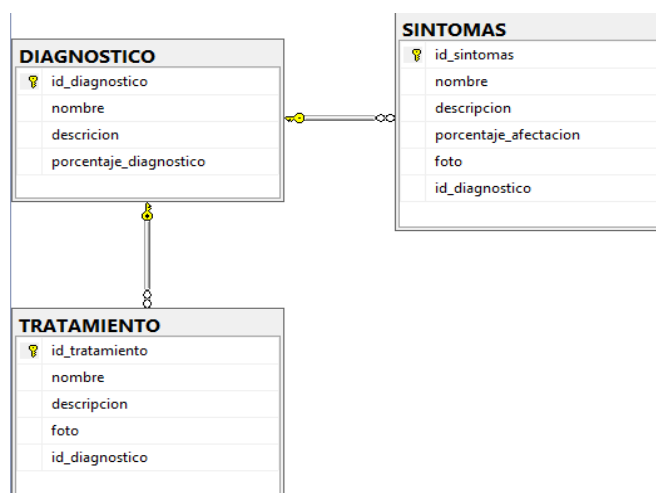 DIAGNOSTICO
id_diagnostico
nombre
descricion
porcentaje_diagnostico
SINTOMAS
id_sintomas
nombre
descripcion
porcentaje_afectacion
foto
id_diagnostico
TRATAMIENTO
id_tratamiento
nombre
descripcion
foto
id_diagnostico